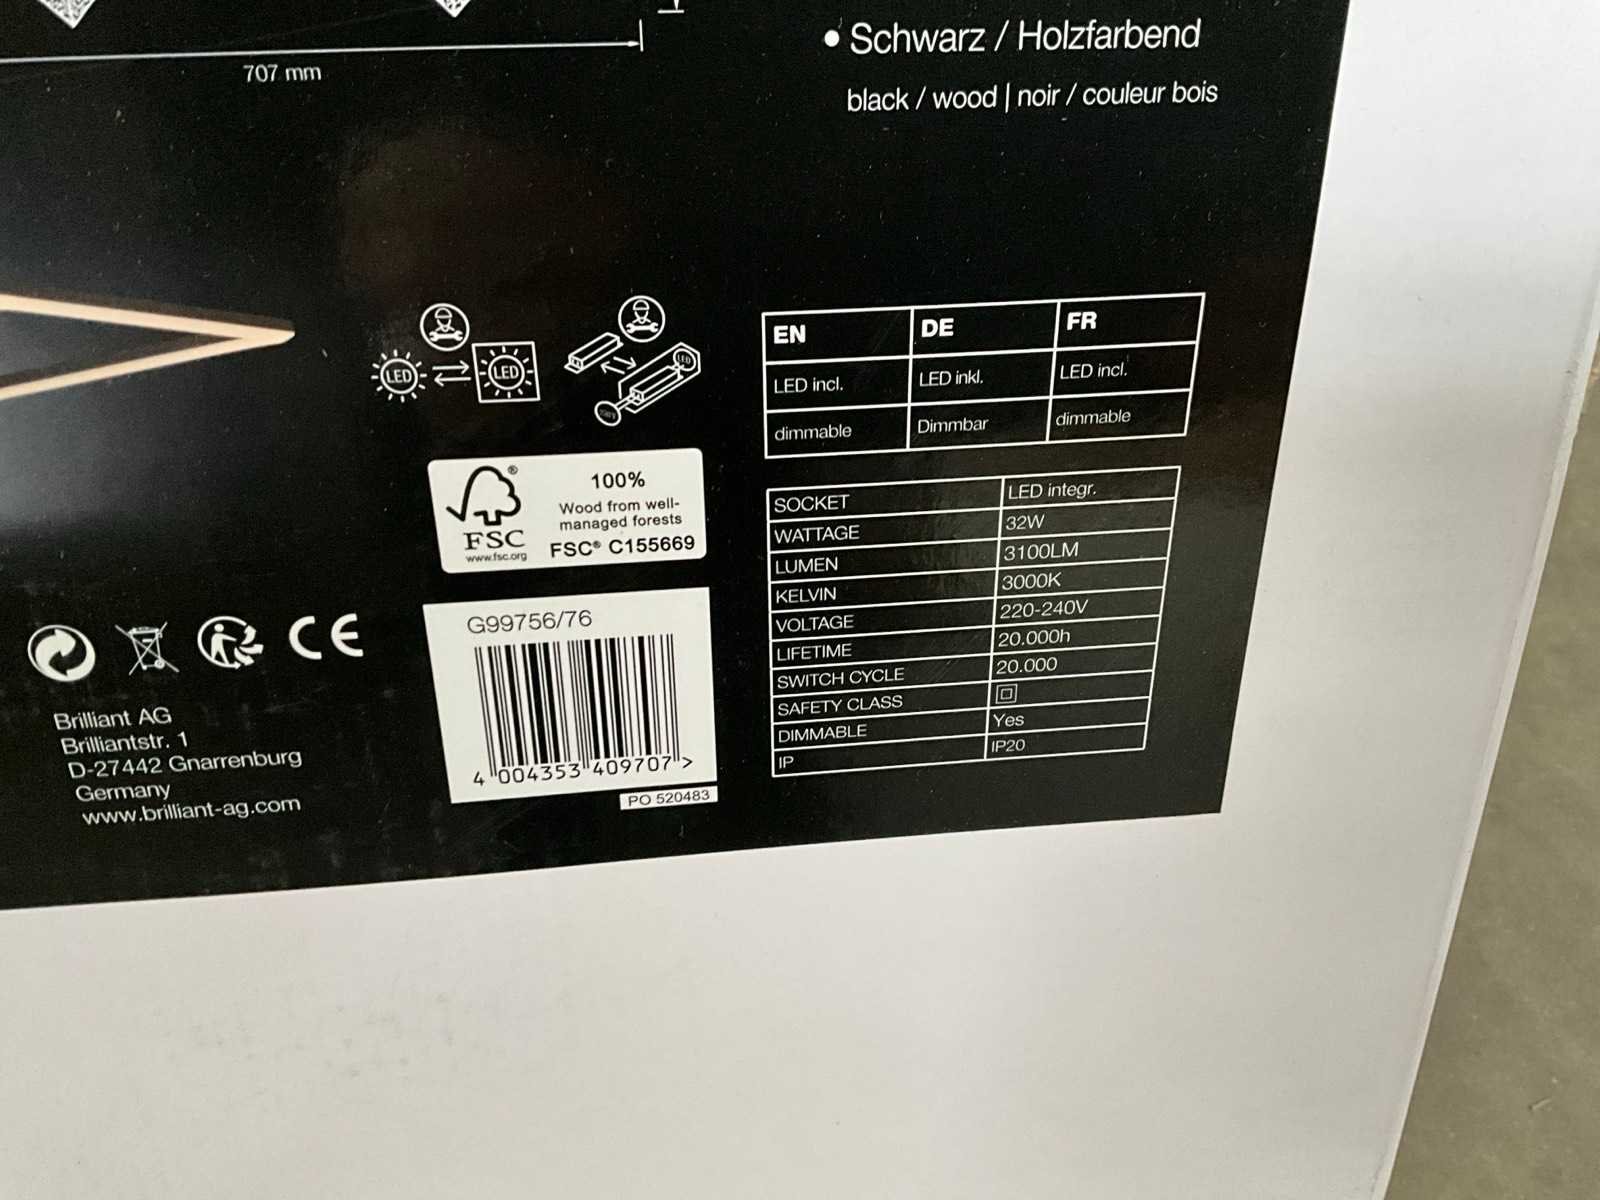 707 mm
• Schwarz / Holzfarbend
black / wood | noir / couleur bois
LED
LED
LED
EN DE FR
LED incl. LED inkl. LED incl.
dimmable Dimmbar dimmable
FSC®
www.fsc.org
100%
Wood from well-
managed forests
FSC® C155669
SOCKET LED integr.
WATTAGE 32W
LUMEN 3100LM
KELVIN 3000K
VOLTAGE 220-240V
LIFETIME 20.000h
SWITCH CYCLE 20.000
SAFETY CLASS
DIMMABLE Yes
IP IP20
G99756/76
4 004353 409707 >
PO 520483
CE
Brilliant AG
Brilliantstr. 1
D-27442 Gnarrenburg
Germany
www.brilliant-ag.com